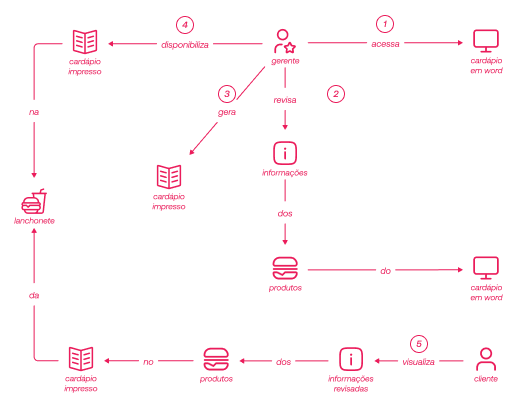 4
1
disponibiliza
acessa
cardápio
impresso
gerente
cardápio
em word
3
2
revisa
na
gera
informações
cardápio
impresso
lanchonete
dos
produtos
do
cardápio
em word
da
5
no
dos
visualiza
cardápio
impresso
produtos
informações
revisadas
cliente